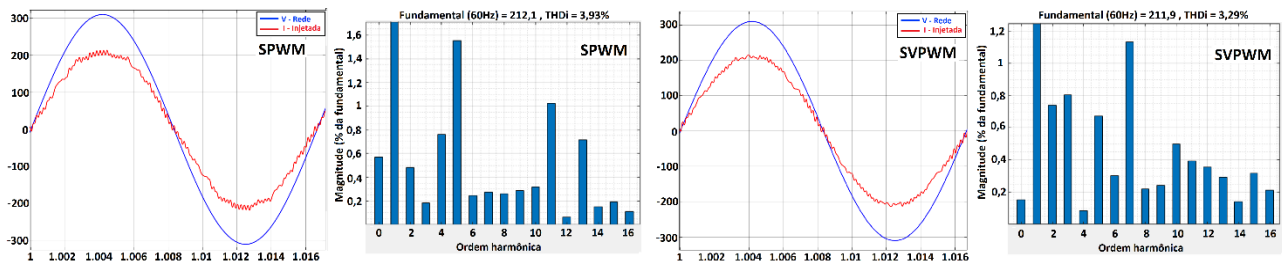 300
200
100
0
-100
-200
-300
1 1.002 1.004 1.006 1.008 1.010 1.012 1.014 1.016
V - Rede
I - Injetada
SPWM
Fundamental (60Hz) = 212,1 , THDi = 3,93%
SPWM
Magnitude (% da fundamental)
1,6
1,4
1,2
1
0,8
0,6
0,4
0,2
0 2 4 6 8 10 12 14 16
Ordem harmônica
300
200
100
0
-100
-200
-300
1 1.002 1.004 1.006 1.008 1.010 1.012 1.014 1.016
V - Rede
I - Injetada
SVPWM
Fundamental (60Hz) = 211,9 , THDi = 3,29%
SVPWM
Magnitude (% da fundamental)
1,2
1
0,8
0,6
0,4
0,2
0 2 4 6 8 10 12 14 16
Ordem harmônica